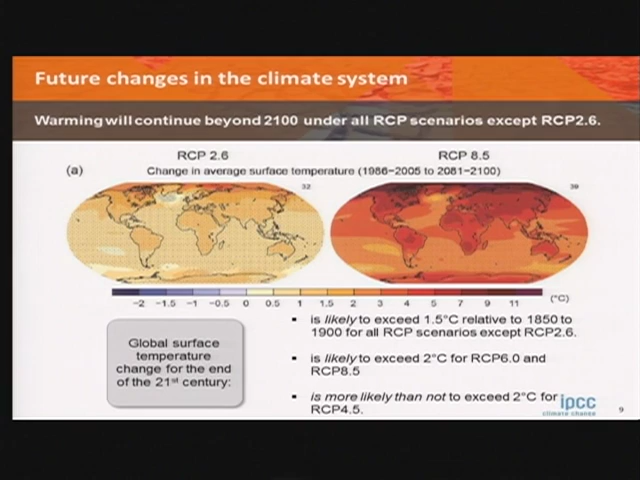 Future changes in the climate system
Warming will continue beyond 2100 under all RCP scenarios except RCP2.6.
RCP 2.6 RCP 8.5
(a) Change in average surface temperature (1986−2005 to 2081−2100)
32 39
−2 −1.5 −1 −0.5 0 0.5 1 1.5 2 3 4 5 7 9 11 (°C)
Global surface
temperature
change for the end
of the 21st century:
▪ is likely to exceed 1.5°C relative to 1850 to
1900 for all RCP scenarios except RCP2.6.
▪ is likely to exceed 2°C for RCP6.0 and
RCP8.5
▪ is more likely than not to exceed 2°C for
RCP4.5.
ipcc
climate change
9